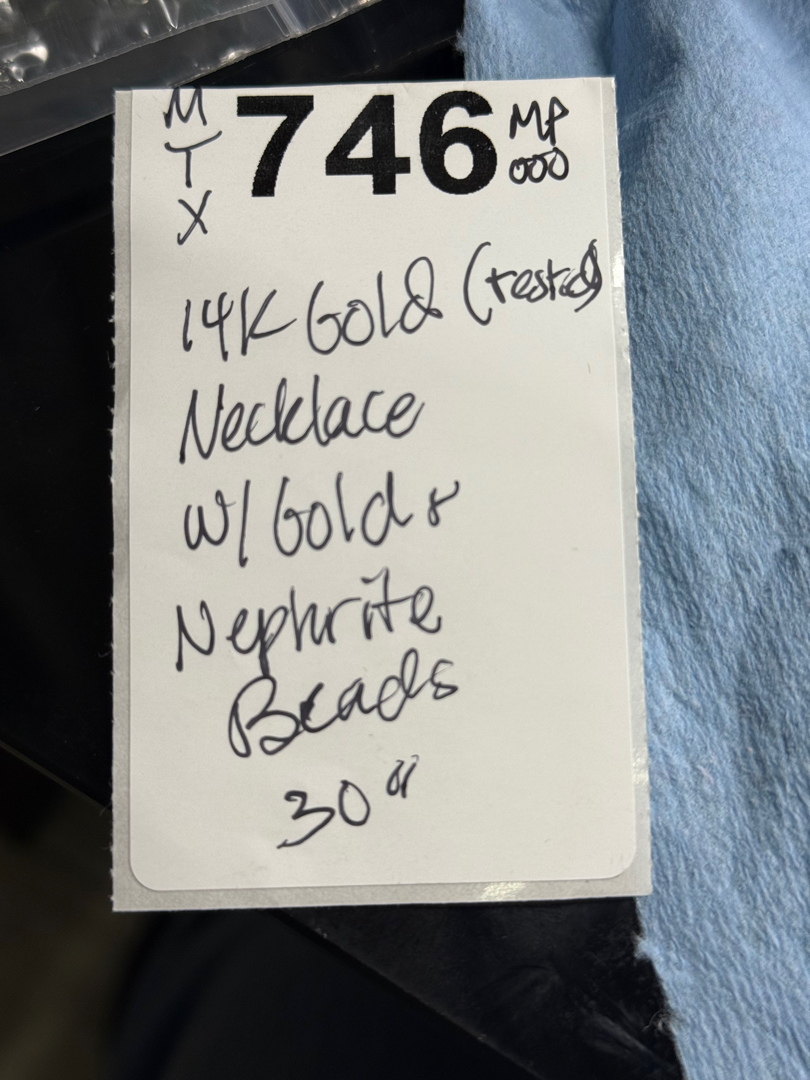 M
T
X
746
MP
000
14K Gold (tested)
Necklace
w/ Gold &
Nephrite
Beads
30"